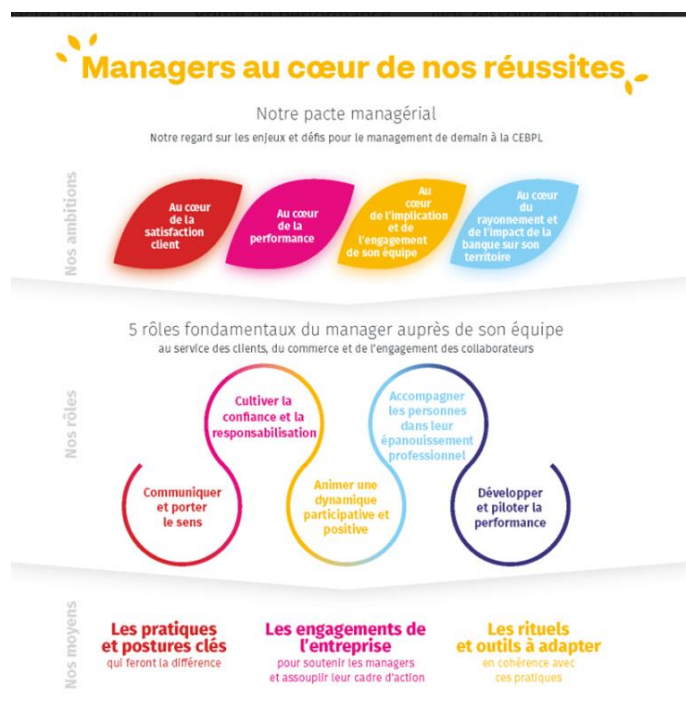 Managers au cœur de nos réussites
Notre pacte managérial
Notre regard sur les enjeux et défis pour le management de demain à la CEBPL
Nos ambitions
Au cœur
de la
satisfaction
client
Au cœur
de la
performance
Au
cœur
de l'implication
et de
l'engagement
de son équipe
Au cœur
du
rayonnement et
de l'impact de la
banque sur son
territoire
5 rôles fondamentaux du manager auprès de son équipe
au service des clients, du commerce et de l'engagement des collaborateurs
Nos rôles
Communiquer
et porter
le sens
Cultiver la
confiance et la
responsabilisation
Animer une
dynamique
participative et
positive
Accompagner
les personnes
dans leur
épanouissement
professionnel
Développer
et piloter la
performance
Nos moyens
Les pratiques
et postures clés
qui feront la différence
Les engagements de
l'entreprise
pour soutenir les managers
et assouplir leur cadre d'action
Les rituels
et outils à adapter
en cohérence avec
ces pratiques